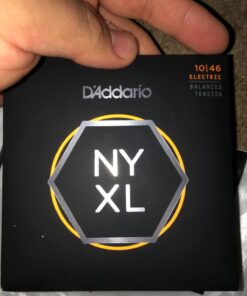 D'Addario
10|46
ELECTRIC
BALANCED
TENSION
NY
XL